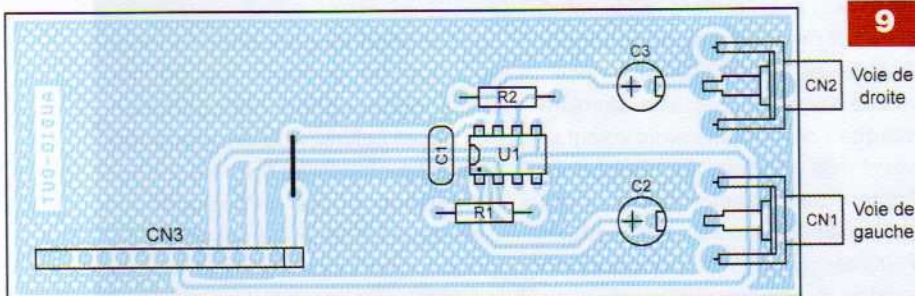 9
C3
R2
CN2
Voie de
droite
AUDIO-OUT
C1
U1
C2
R1
CN1
Voie de
gauche
CN3